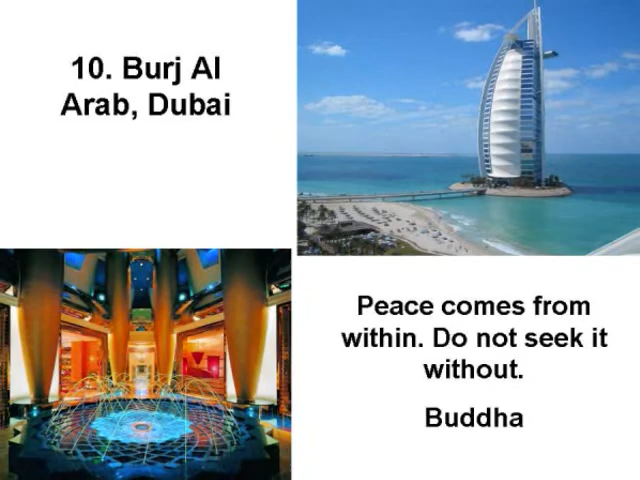 10. Burj Al
Arab, Dubai
Peace comes from
within. Do not seek it
without.
Buddha